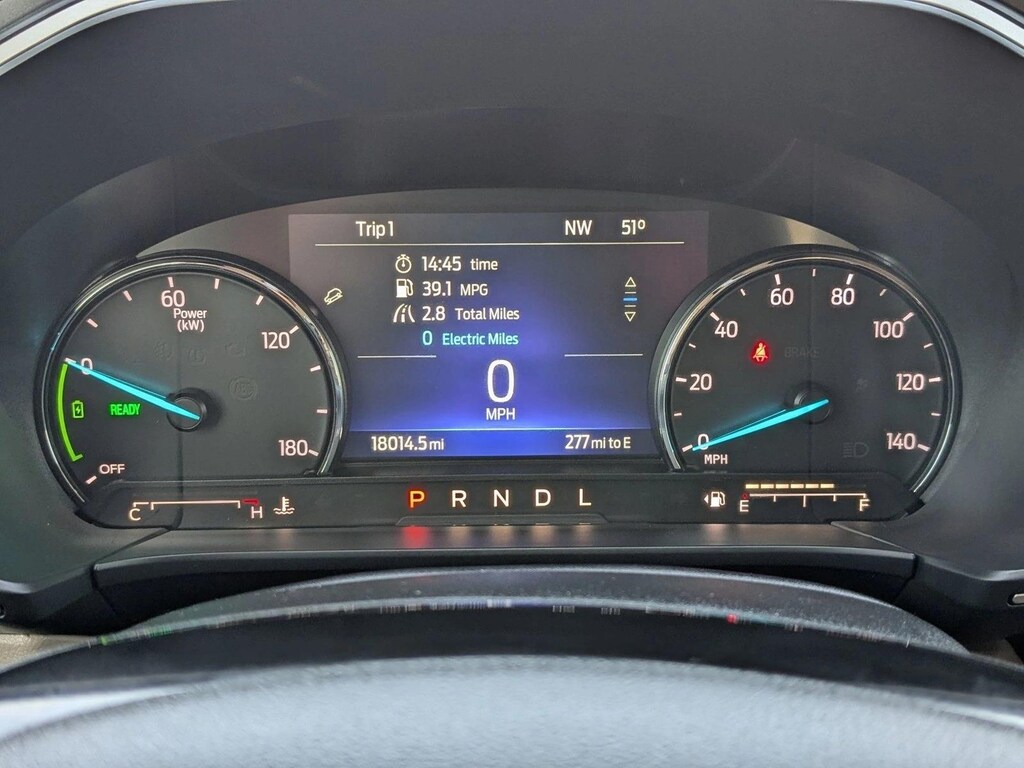 Trip 1 NW 51º
14:45 time
39.1 MPG
2.8 Total Miles
0 Electric Miles
0
MPH
18014.5 mi 277 mi to E
0 60 120 180
Power
(kW)
READY
OFF
0 20 40 60 80 100 120 140
BRAKE
MPH
C H
P R N D L
E F